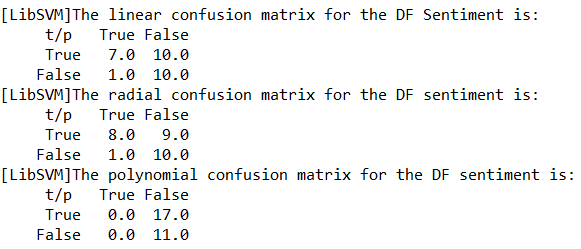 [LibSVM]The linear confusion matrix for the DF Sentiment is:
t/p True False
True 7.0 10.0
False 1.0 10.0
[LibSVM]The radial confusion matrix for the DF sentiment is:
t/p True False
True 8.0 9.0
False 1.0 10.0
[LibSVM]The polynomial confusion matrix for the DF sentiment is:
t/p True False
True 0.0 17.0
False 0.0 11.0